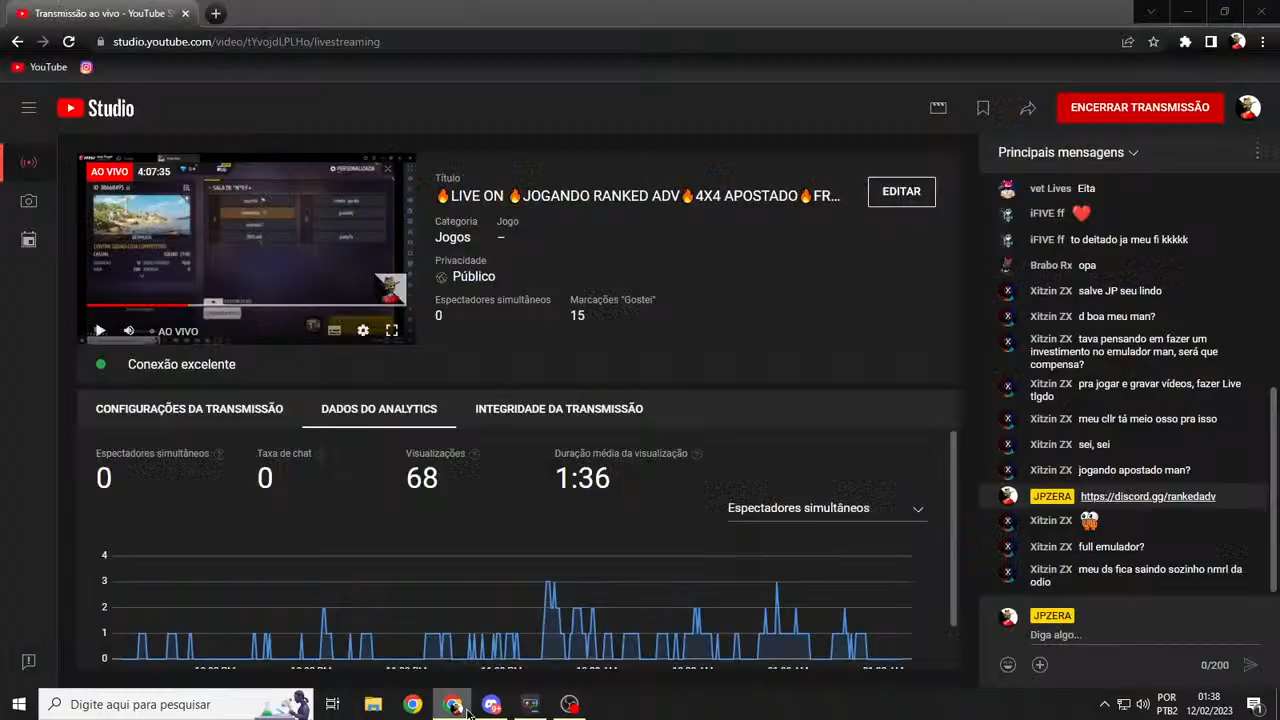 Transmissão ao vivo - YouTube S
studio.youtube.com/video/tYvojdLPLHo/livestreaming
YouTube
Studio
ENCERRAR TRANSMISSÃO
AO VIVO 4:07:35
PERSONALIZADA
AO VIVO
Título
🔥LIVE ON 🔥JOGANDO RANKED ADV🔥4X4 APOSTADO🔥FR...
EDITAR
Categoria Jogo
Jogos –
Privacidade
Público
Espectadores simultâneos Marcações "Gostei"
0 15
Conexão excelente
CONFIGURAÇÕES DA TRANSMISSÃO DADOS DO ANALYTICS INTEGRIDADE DA TRANSMISSÃO
Espectadores simultâneos Taxa de chat Visualizações Duração média da visualização
0 0 68 1:36
Espectadores simultâneos
4
3
2
1
0
Principais mensagens
vet Lives Eita
iFIVE ff ❤️
iFIVE ff to deitado ja meu fi kkkkk
Brabo Rx opa
Xitzin ZX salve JP seu lindo
Xitzin ZX d boa meu man?
Xitzin ZX tava pensando em fazer um
investimento no emulador man, será que
compensa?
Xitzin ZX pra jogar e gravar vídeos, fazer Live
tlgdo
Xitzin ZX meu cllr tá meio osso pra isso
Xitzin ZX sei, sei
Xitzin ZX jogando apostado man?
JPZERA https://discord.gg/rankedadv
Xitzin ZX
Xitzin ZX full emulador?
Xitzin ZX meu ds fica saindo sozinho nmrl da
odio
JPZERA
Diga algo...
0/200
Digite aqui para pesquisar
POR
PTB2
01:38
12/02/2023